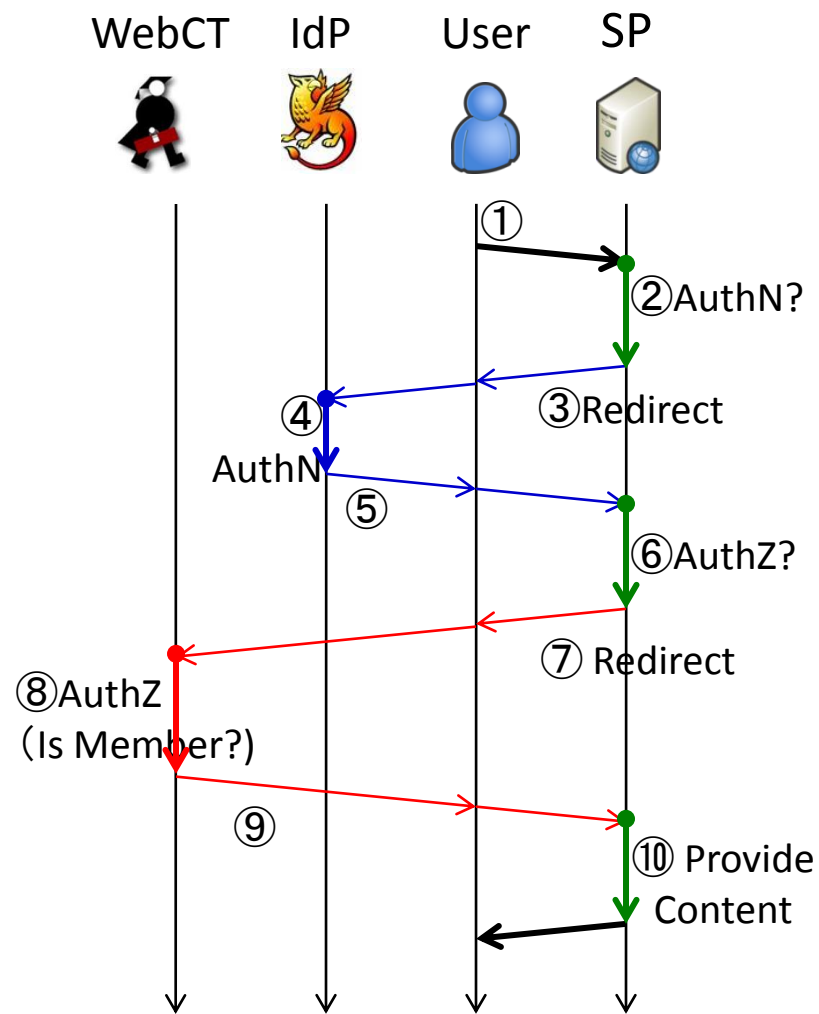 WebCT IdP User SP
①
②AuthN?
③Redirect
④
AuthN
⑤
⑥AuthZ?
⑦ Redirect
⑧AuthZ
（Is Member?)
⑨
⑩ Provide
Content